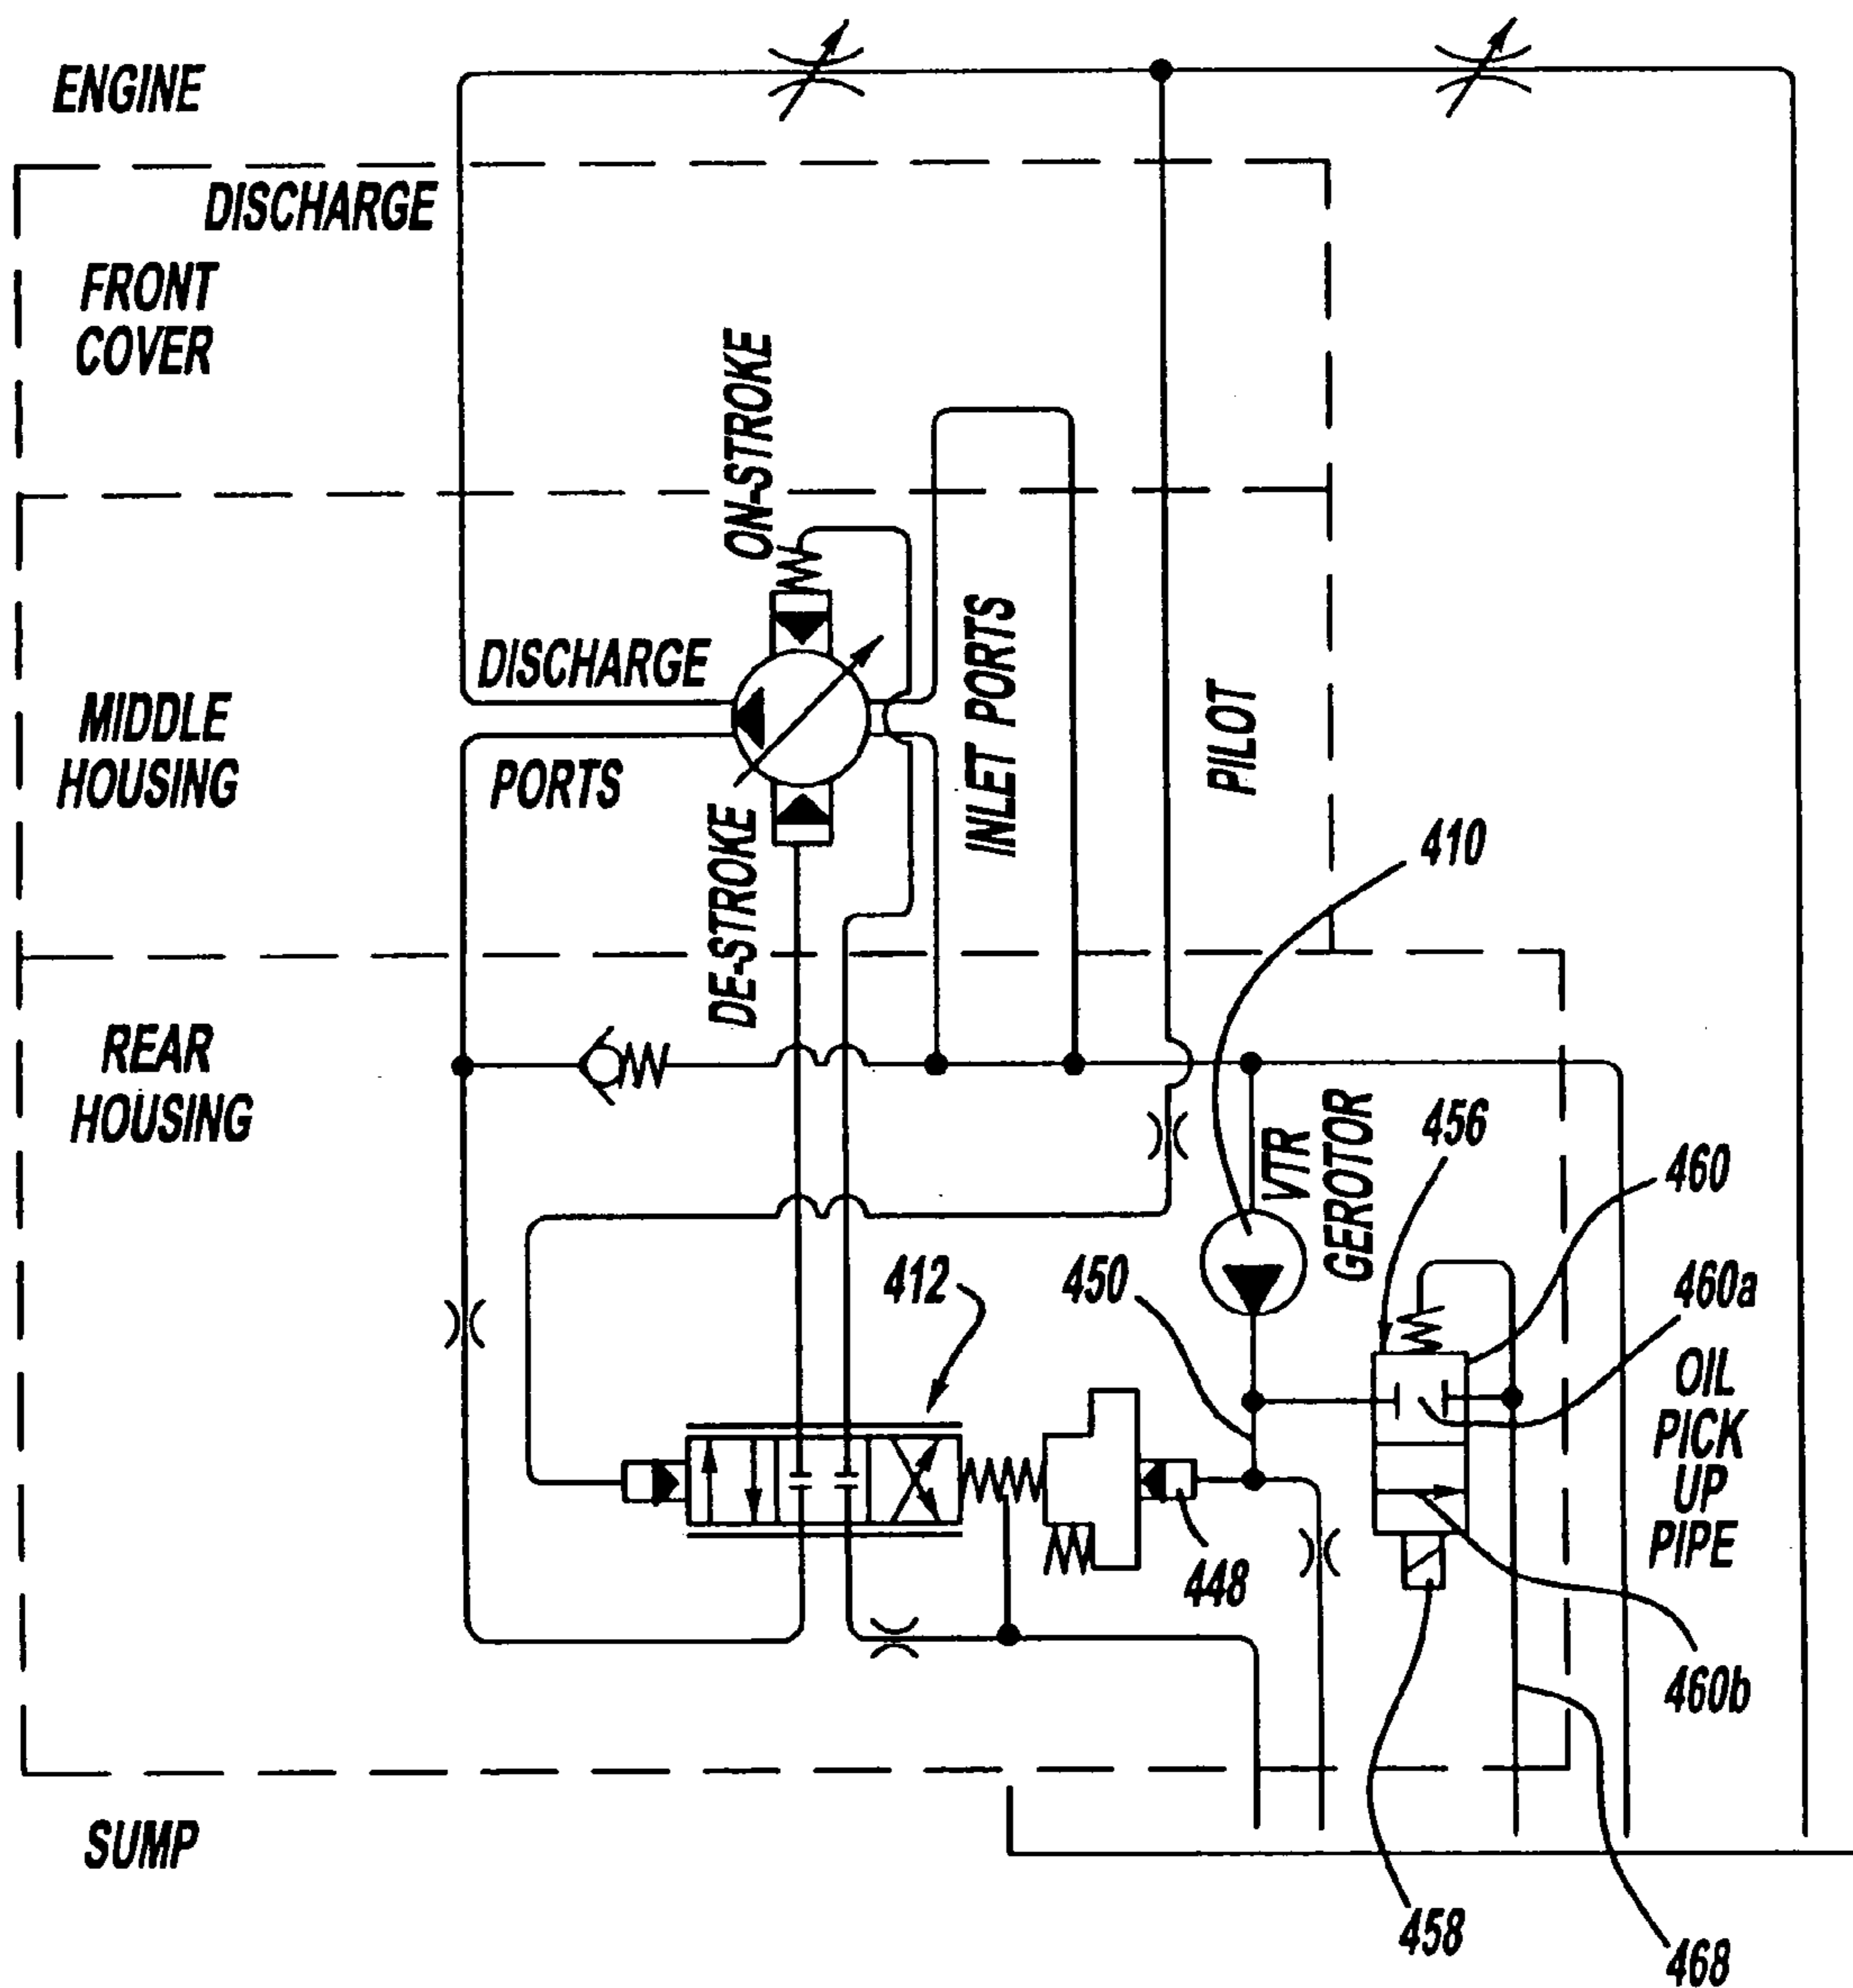 ENGINE
DISCHARGE
FRONT
COVER
ON-STROKE
DISCHARGE
PORTS
INLET PORTS
PILOT
MIDDLE
HOUSING
DE-STROKE
410
REAR
HOUSING
VTR
GEROTOR
456
460
412
450
460a
OIL
PICK
UP
PIPE
448
460b
SUMP
458
468